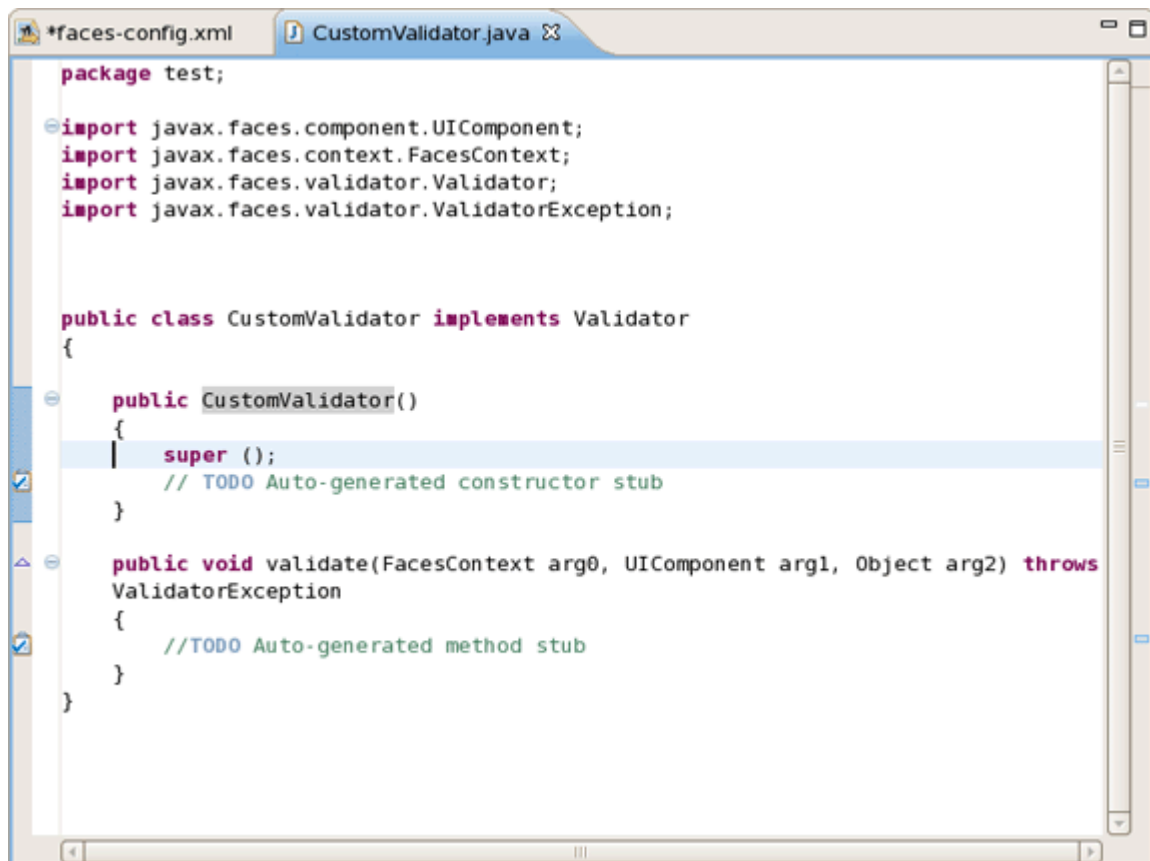 *faces-config.xml CustomValidator.java
package test;
import javax.faces.component.UIComponent;
import javax.faces.context.FacesContext;
import javax.faces.validator.Validator;
import javax.faces.validator.ValidatorException;
public class CustomValidator implements Validator
{
public CustomValidator()
{
super ();
// TODO Auto-generated constructor stub
}
public void validate(FacesContext arg0, UIComponent arg1, Object arg2) throws
ValidatorException
{
//TODO Auto-generated method stub
}
}